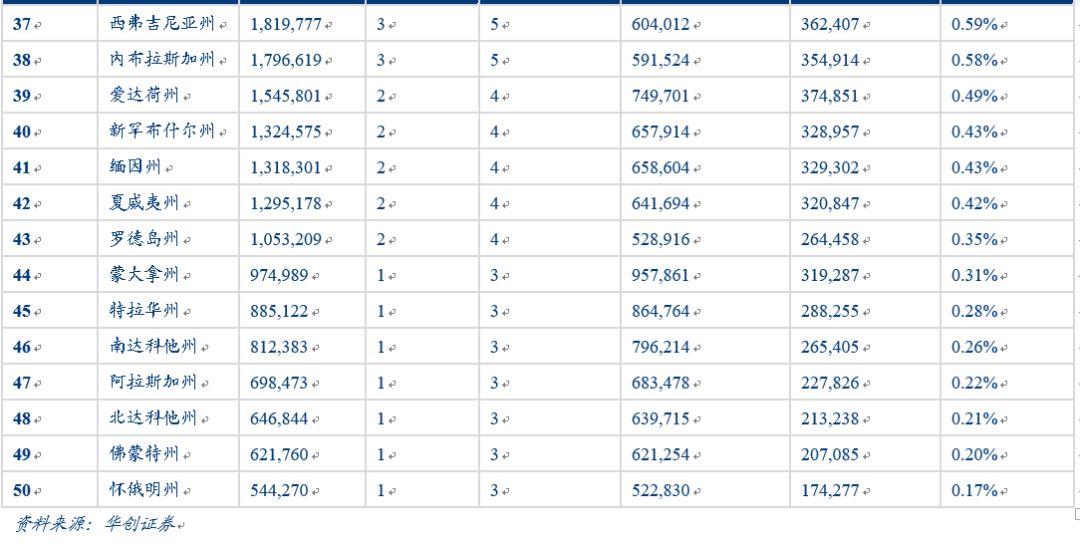 37 西弗吉尼亚州 1,819,777 3 5 604,012 362,407 0.59%
38 内布拉斯加州 1,796,619 3 5 591,524 354,914 0.58%
39 爱达荷州 1,545,801 2 4 749,701 374,851 0.49%
40 新罕布什尔州 1,324,575 2 4 657,914 328,957 0.43%
41 缅因州 1,318,301 2 4 658,604 329,302 0.43%
42 夏威夷州 1,295,178 2 4 641,694 320,847 0.42%
43 罗德岛州 1,053,209 2 4 528,916 264,458 0.35%
44 蒙大拿州 974,989 1 3 957,861 319,287 0.31%
45 特拉华州 885,122 1 3 864,764 288,255 0.28%
46 南达科他州 812,383 1 3 796,214 265,405 0.26%
47 阿拉斯加州 698,473 1 3 683,478 227,826 0.22%
48 北达科他州 646,844 1 3 639,715 213,238 0.21%
49 佛蒙特州 621,760 1 3 621,254 207,085 0.20%
50 怀俄明州 544,270 1 3 522,830 174,277 0.17%
资料来源：华创证券